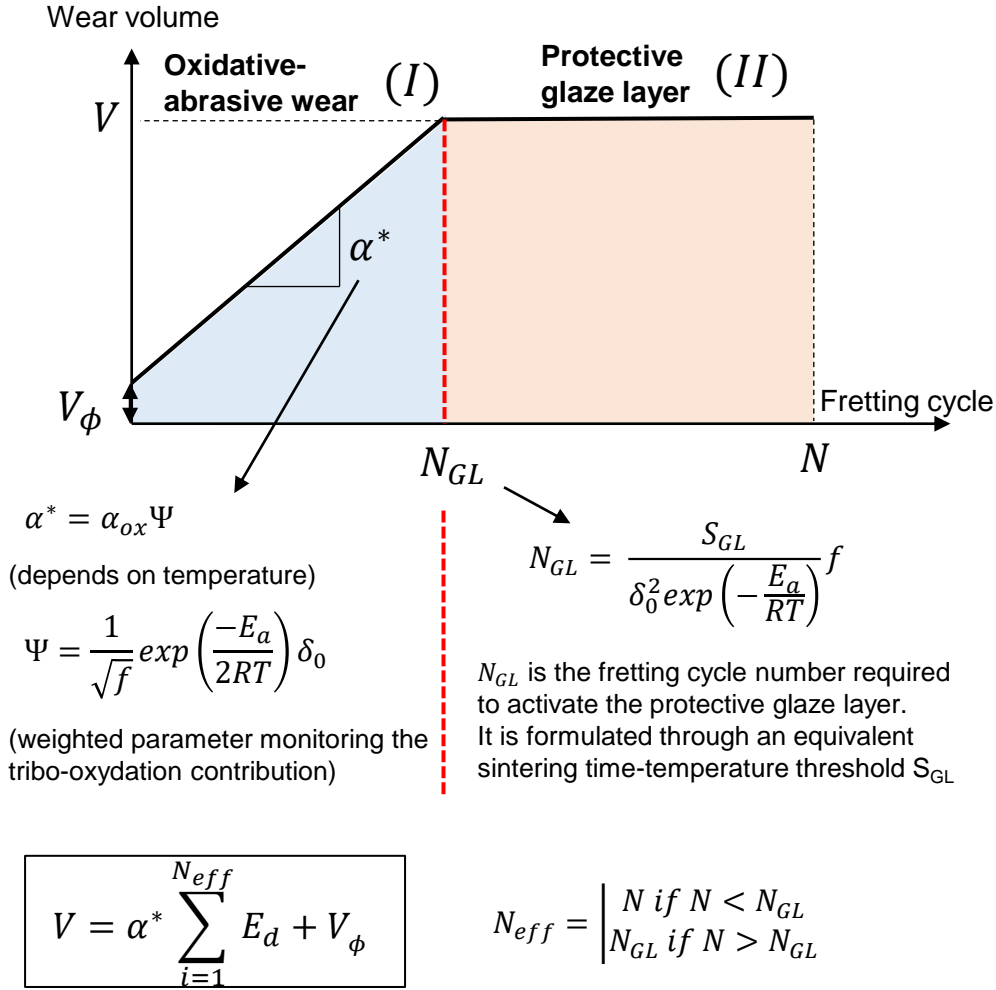 Wear volume
Oxidative-
abrasive wear
(I)
Protective
glaze layer
(II)
V
α*
V_ϕ
Fretting cycle
N_GL
N
α* = α_ox Ψ
(depends on temperature)
Ψ = 1/√f exp(-E_a/2RT) δ_0
(weighted parameter monitoring the
tribo-oxydation contribution)
N_GL = S_GL / (δ_0^2 exp(-E_a/RT)) f
N_GL is the fretting cycle number required
to activate the protective glaze layer.
It is formulated through an equivalent
sintering time-temperature threshold S_GL
V = α* ∑_{i=1}^{N_eff} E_d + V_ϕ
N_eff = | N if N < N_GL
N_GL if N > N_GL